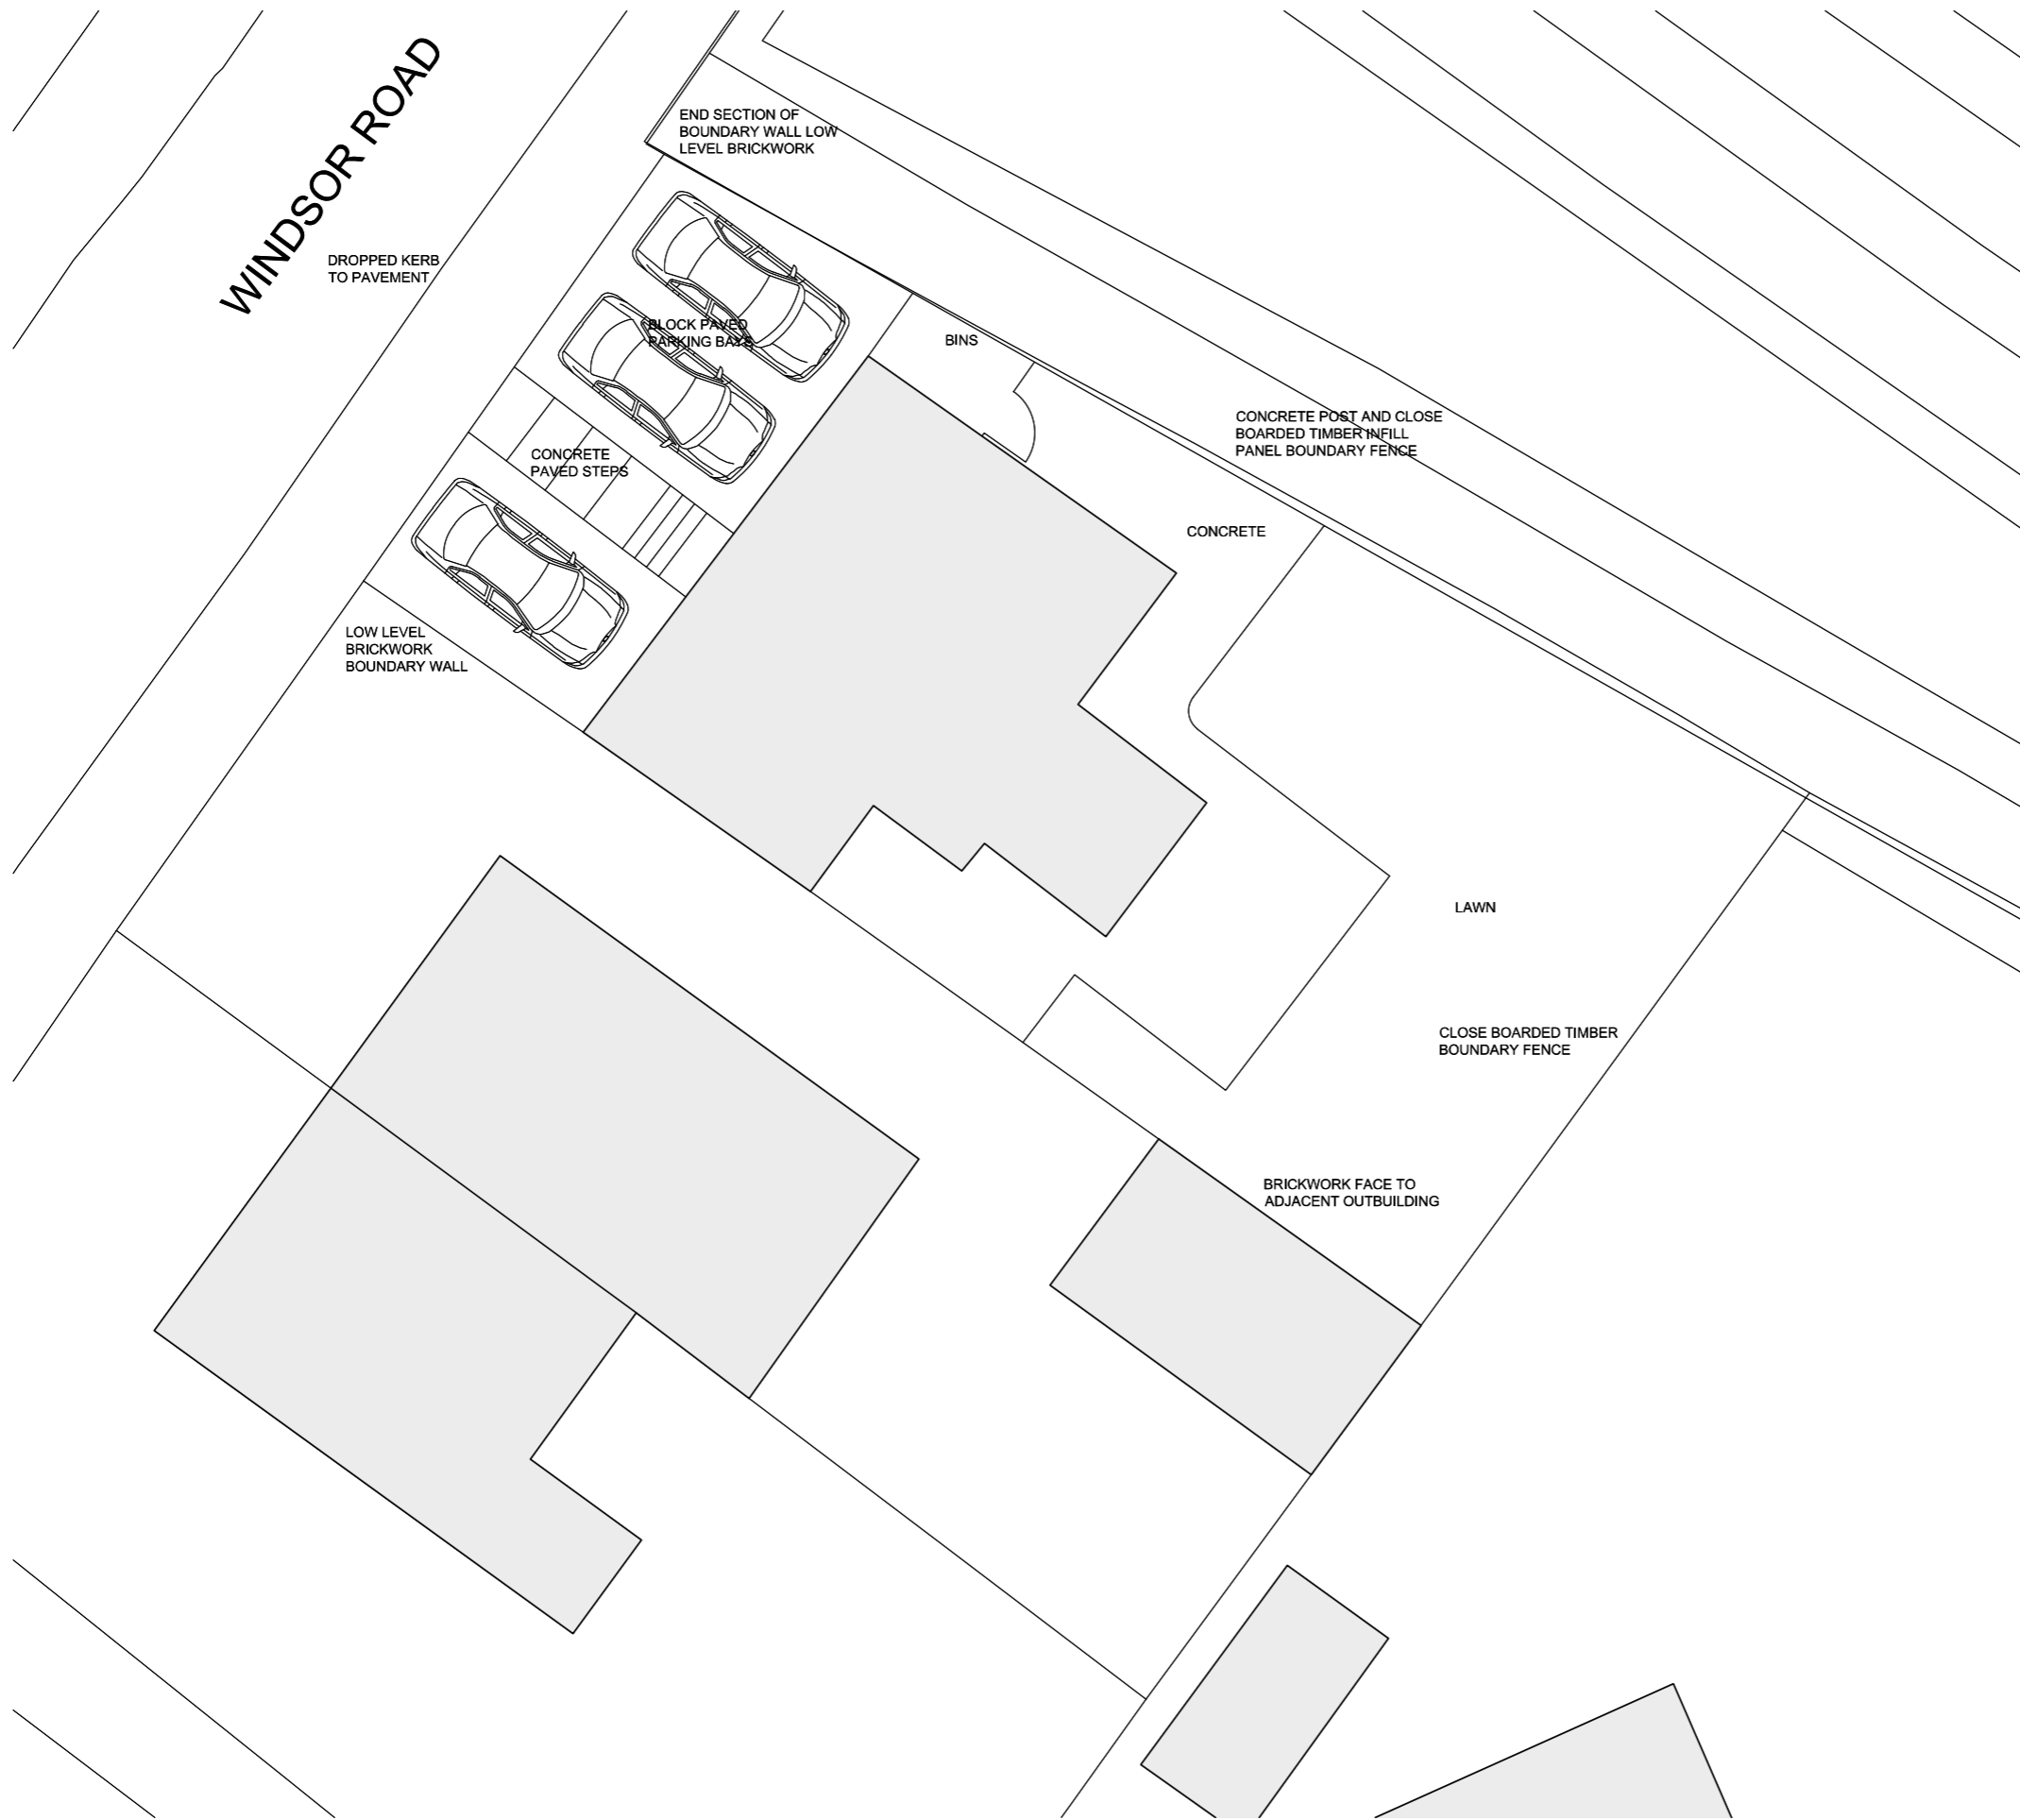 WINDSOR ROAD
END SECTION OF
BOUNDARY WALL LOW
LEVEL BRICKWORK
DROPPED KERB
TO PAVEMENT
BLOCK PAVED
PARKING BAYS
BINS
CONCRETE POST AND CLOSE
BOARDED TIMBER INFILL
PANEL BOUNDARY FENCE
CONCRETE
PAVED STEPS
CONCRETE
LOW LEVEL
BRICKWORK
BOUNDARY WALL
LAWN
CLOSE BOARDED TIMBER
BOUNDARY FENCE
BRICKWORK FACE TO
ADJACENT OUTBUILDING